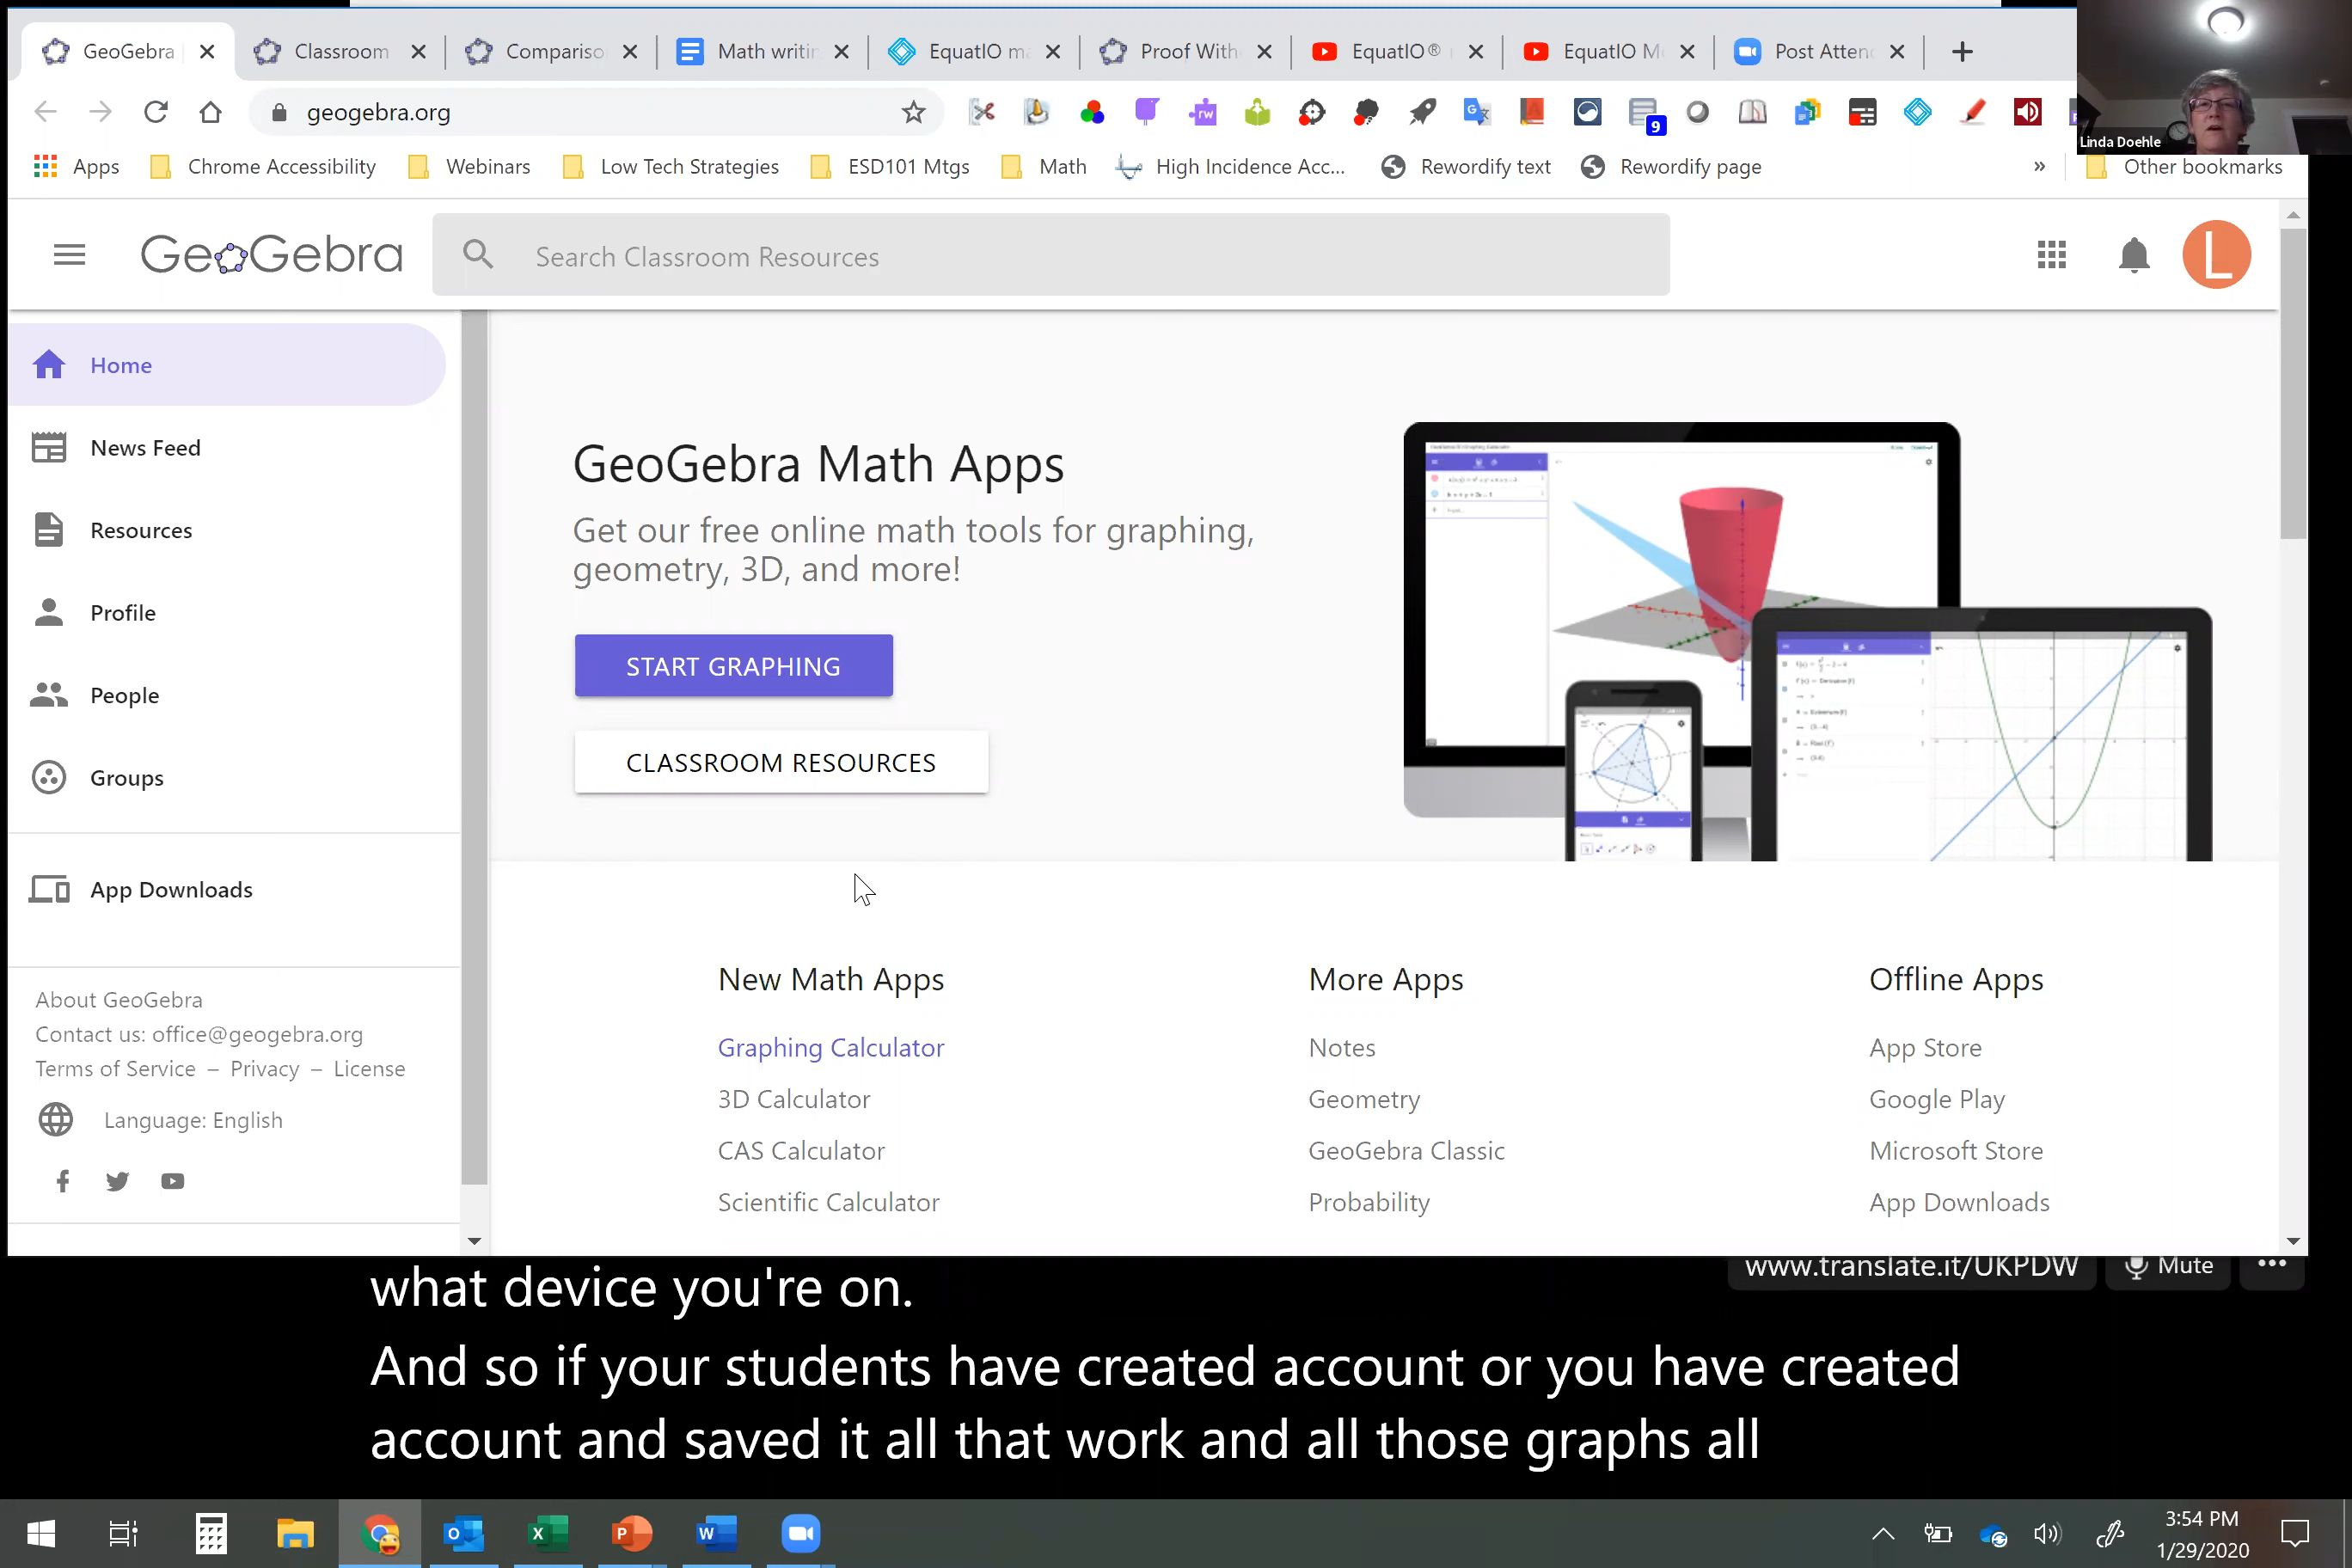 GeoGebra
Classroom
Compariso
Math writin
EquatIO ma
Proof With
EquatIO®
EquatIO M
Post Atten
geogebra.org
rw
9
Linda Doehle
Apps
Chrome Accessibility
Webinars
Low Tech Strategies
ESD101 Mtgs
Math
High Incidence Acc...
Rewordify text
Rewordify page
»
Other bookmarks
GeoGebra
Search Classroom Resources
L
Home
News Feed
Resources
Profile
People
Groups
App Downloads
About GeoGebra
Contact us: office@geogebra.org
Terms of Service – Privacy – License
Language: English
GeoGebra Math Apps
Get our free online math tools for graphing,
geometry, 3D, and more!
START GRAPHING
CLASSROOM RESOURCES
New Math Apps
Graphing Calculator
3D Calculator
CAS Calculator
Scientific Calculator
More Apps
Notes
Geometry
GeoGebra Classic
Probability
Offline Apps
App Store
Google Play
Microsoft Store
App Downloads
www.translate.it/UKPDW
Mute
what device you're on.
And so if your students have created account or you have created
account and saved it all that work and all those graphs all
3:54 PM
1/29/2020